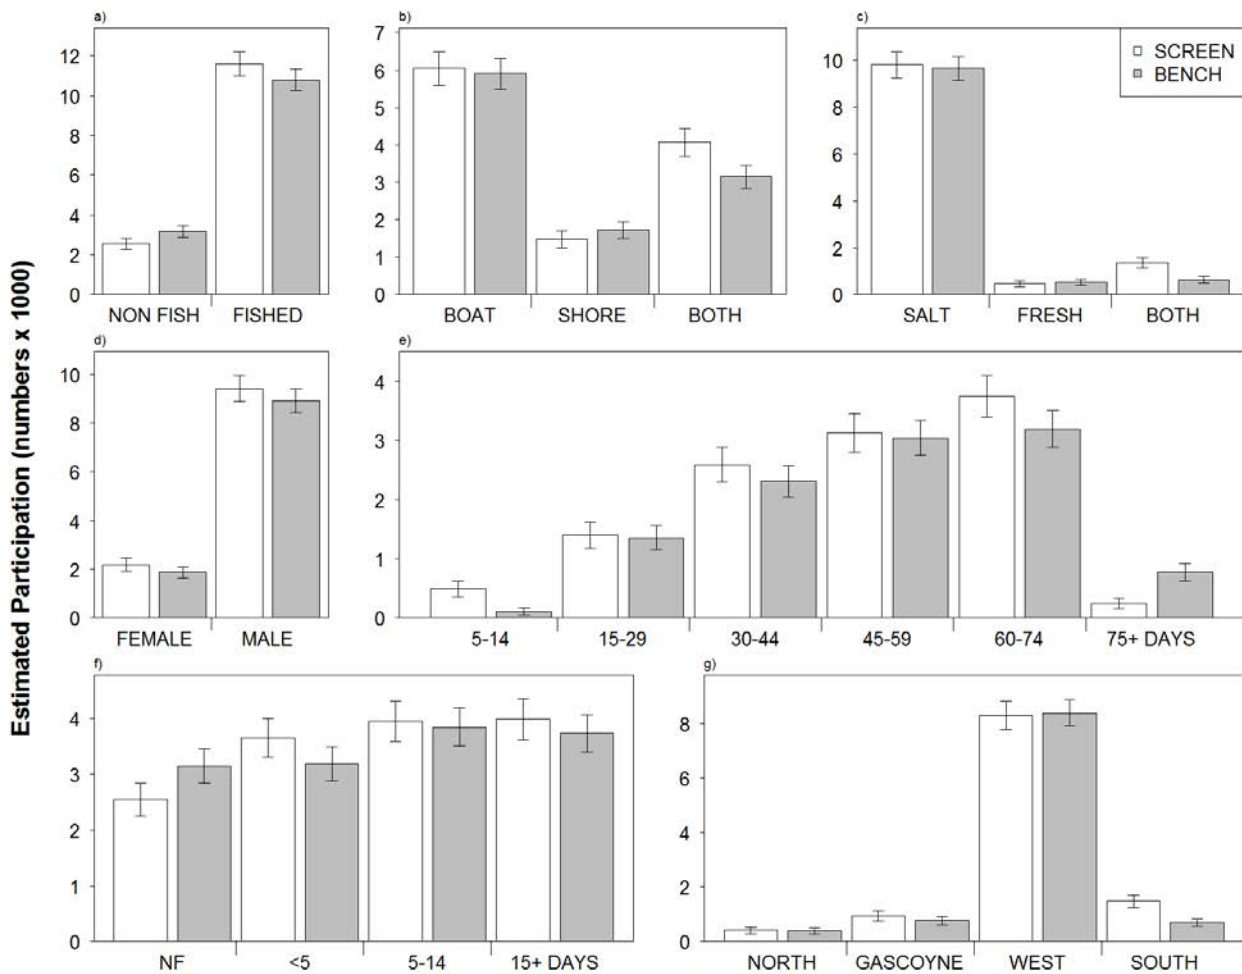 Estimated Participation (numbers x 1000)
a)
12
10
8
6
4
2
0
NON FISH FISHED
b)
7
6
5
4
3
2
1
0
BOAT SHORE BOTH
c)
10
8
6
4
2
0
SALT FRESH BOTH
SCREEN
BENCH
d)
10
8
6
4
2
0
FEMALE MALE
e)
4
3
2
1
0
5-14 15-29 30-44 45-59 60-74 75+ DAYS
f)
4
3
2
1
0
NF <5 5-14 15+ DAYS
g)
8
6
4
2
0
NORTH GASCOYNE WEST SOUTH